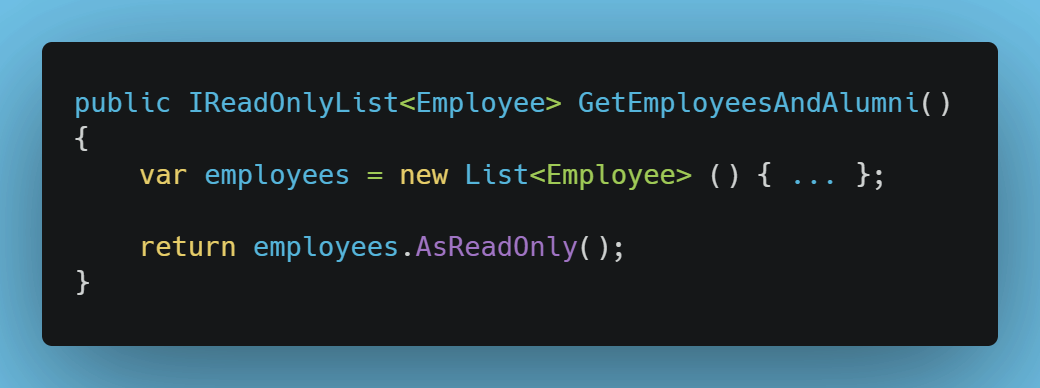 public IReadOnlyList<Employee> GetEmployeesAndAlumni()
{
    var employees = new List<Employee> () { ... };
    return employees.AsReadOnly();
}